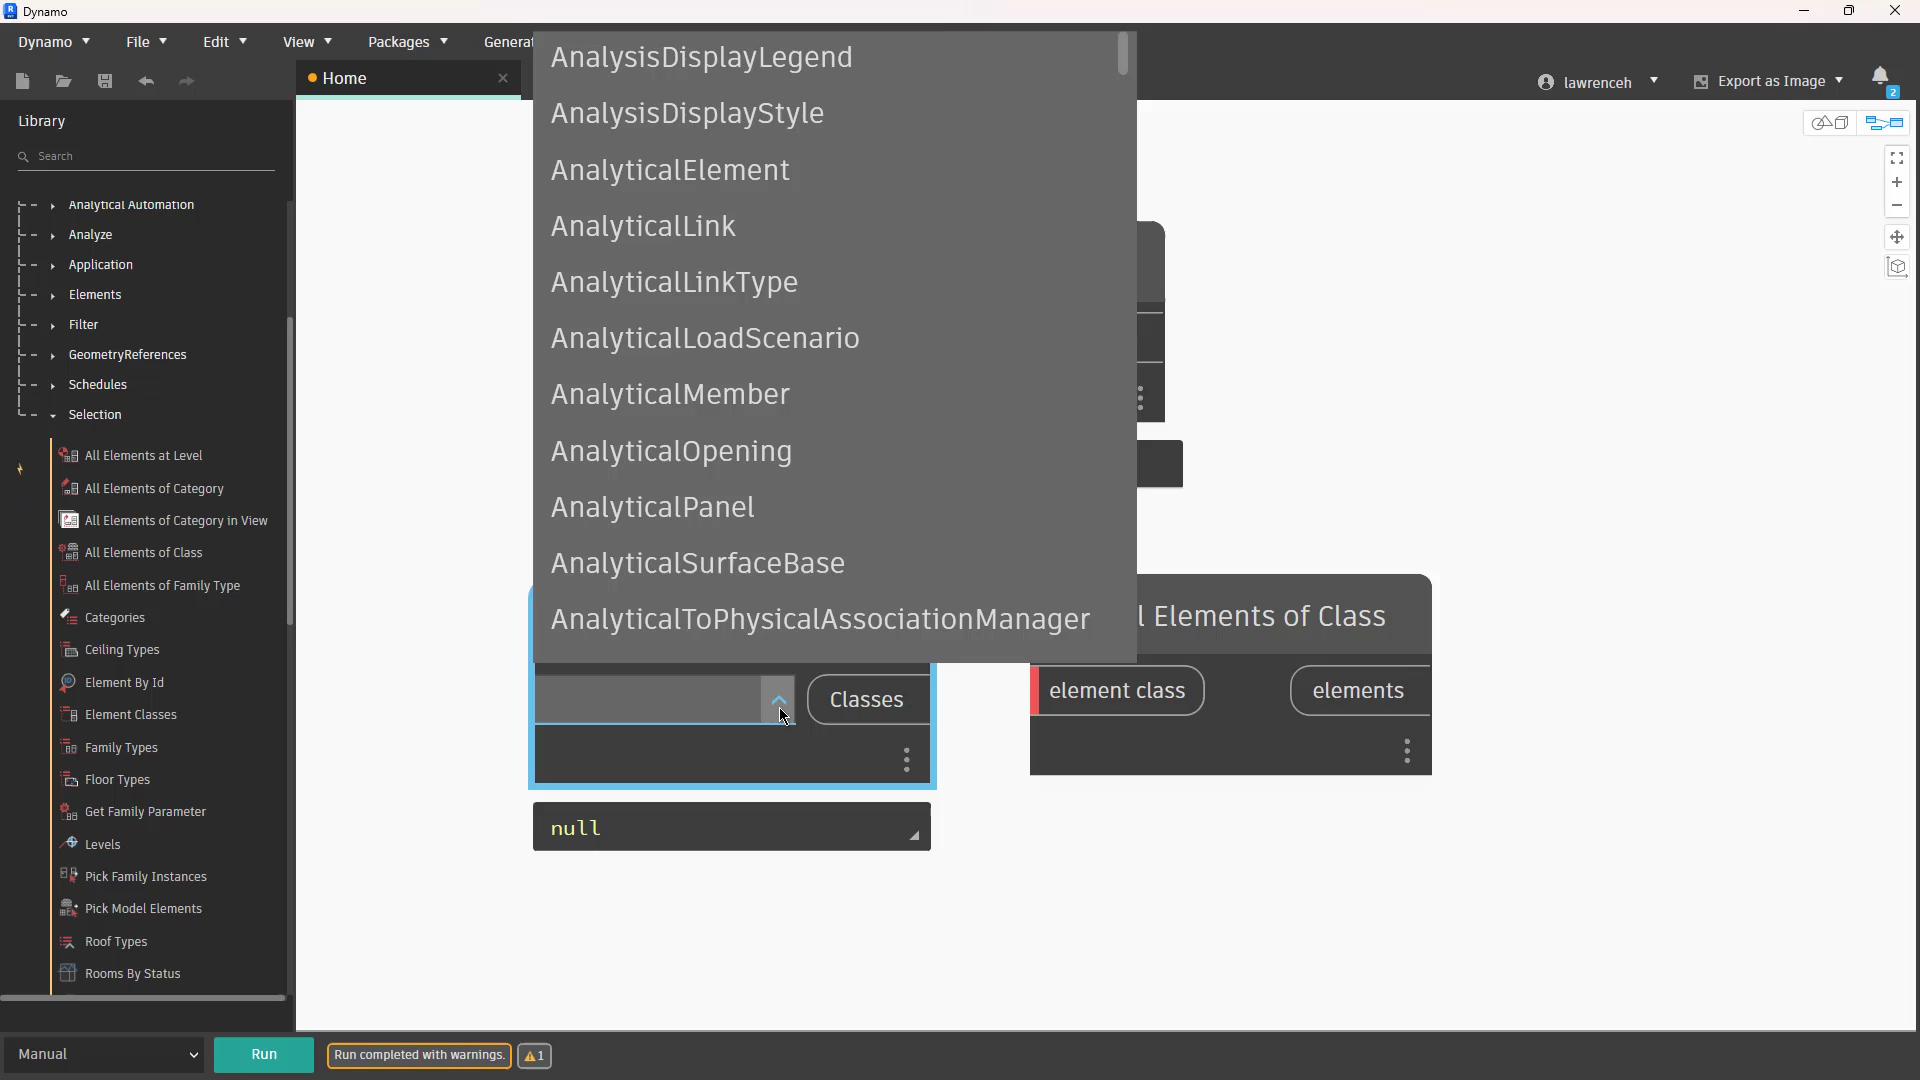 Dynamo
Dynamo File Edit View Packages Generat
Home
lawrenceh Export as Image
2
Library
Search
Analytical Automation
Analyze
Application
Elements
Filter
GeometryReferences
Schedules
Selection
All Elements at Level
All Elements of Category
All Elements of Category in View
All Elements of Class
All Elements of Family Type
Categories
Ceiling Types
Element By Id
Element Classes
Family Types
Floor Types
Get Family Parameter
Levels
Pick Family Instances
Pick Model Elements
Roof Types
Rooms By Status
AnalysisDisplayLegend
AnalysisDisplayStyle
AnalyticalElement
AnalyticalLink
AnalyticalLinkType
AnalyticalLoadScenario
AnalyticalMember
AnalyticalOpening
AnalyticalPanel
AnalyticalSurfaceBase
AnalyticalToPhysicalAssociationManager
Classes
null
l Elements of Class
element class elements
Manual Run Run completed with warnings. 1